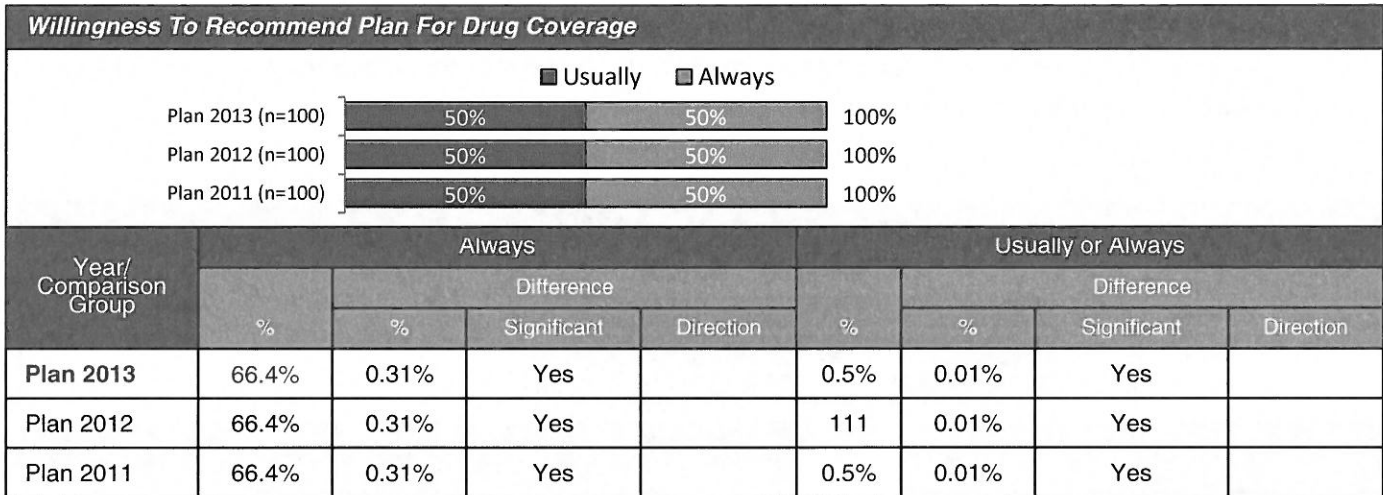 Willingness To Recommend Plan For Drug Coverage
Usually Always
Plan 2013 (n=100) 50% 50% 100%
Plan 2012 (n=100) 50% 50% 100%
Plan 2011 (n=100) 50% 50% 100%
Year/
Comparison
Group
Always Usually or Always
Difference Difference
% % Significant Direction % % Significant Direction
Plan 2013 66.4% 0.31% Yes 0.5% 0.01% Yes
Plan 2012 66.4% 0.31% Yes 111 0.01% Yes
Plan 2011 66.4% 0.31% Yes 0.5% 0.01% Yes